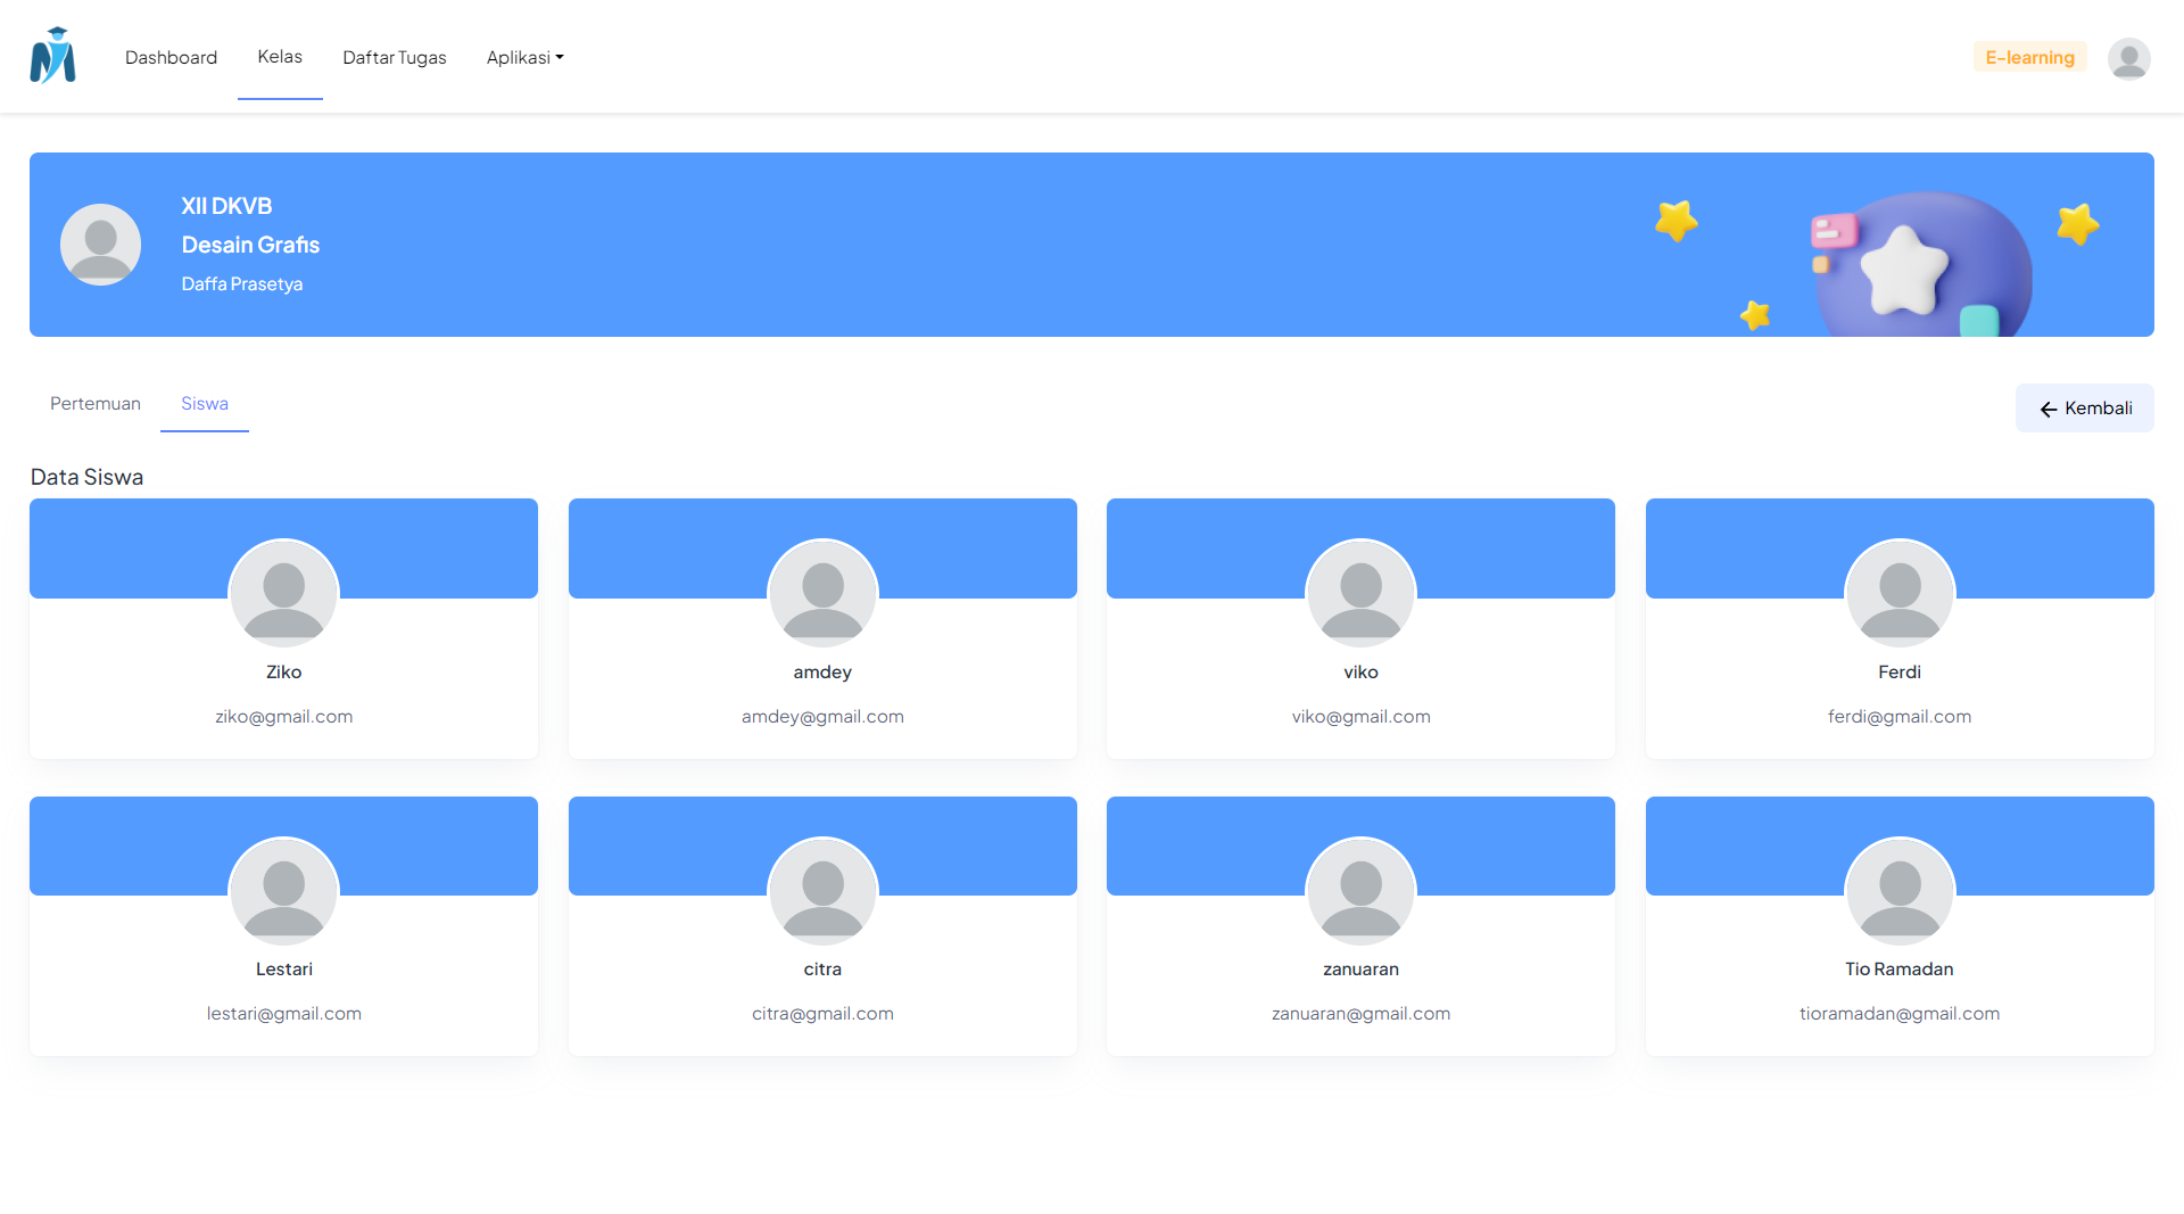 Dashboard Kelas Daftar Tugas Aplikasi E-learning
XII DKVB
Desain Grafis
Daffa Prasetya
Pertemuan Siswa Kembali
Data Siswa
Ziko amdey viko Ferdi
ziko@gmail.com amdey@gmail.com viko@gmail.com ferdi@gmail.com
Lestari citra zanuaran Tio Ramadan
lestari@gmail.com citra@gmail.com zanuaran@gmail.com tioramadan@gmail.com